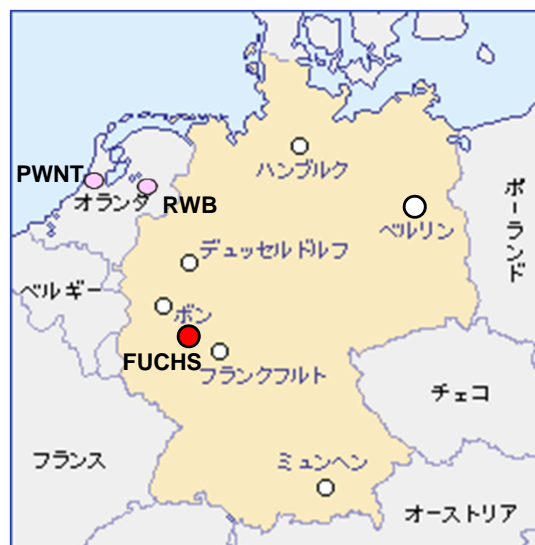 ハンブルク
PWNT
オランダ
RWB
ベルリン
ポーランド
デュッセルドルフ
ベルギー
ボン
FUCHS
フランクフルト
チェコ
フランス
ミュンヘン
オーストリア